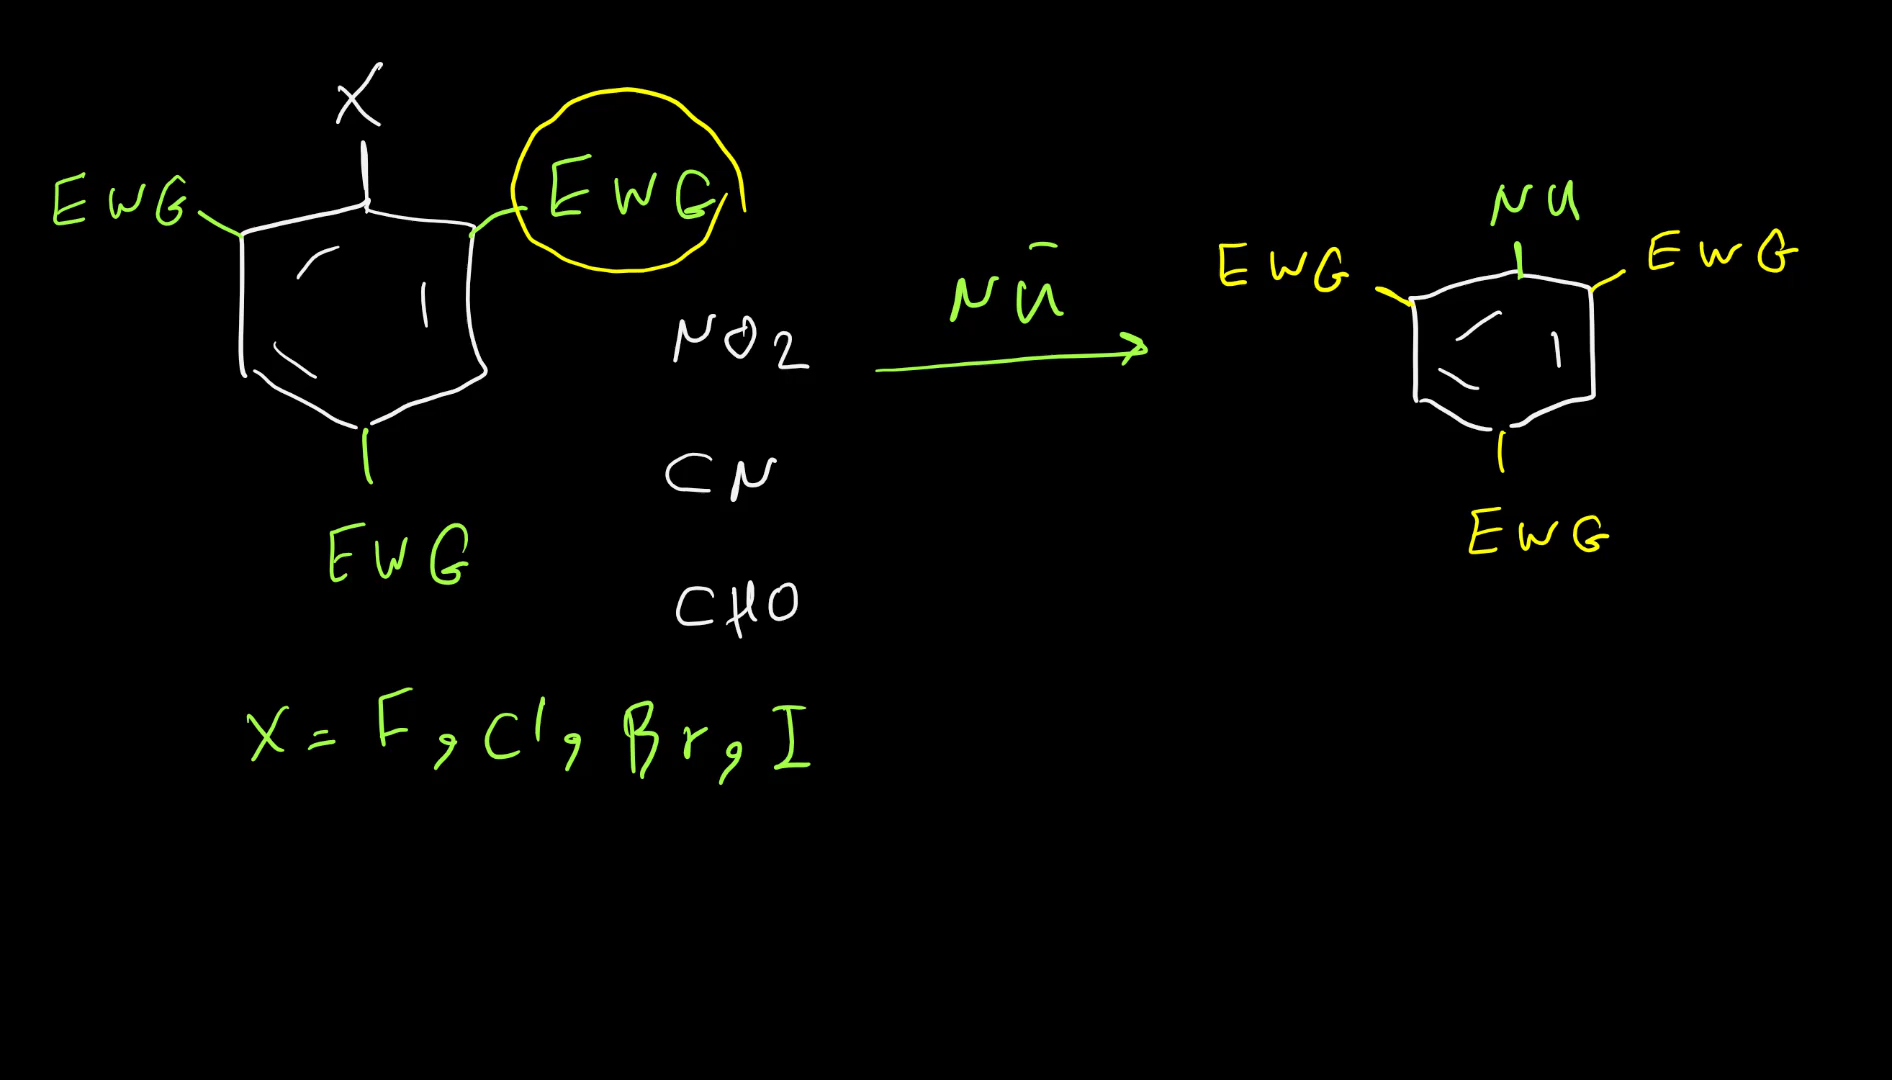 X
EWG EWG
NO2
CN
CHO
EWG
X = F, Cl, Br, I
Nu⁻
Nu
EWG EWG
EWG